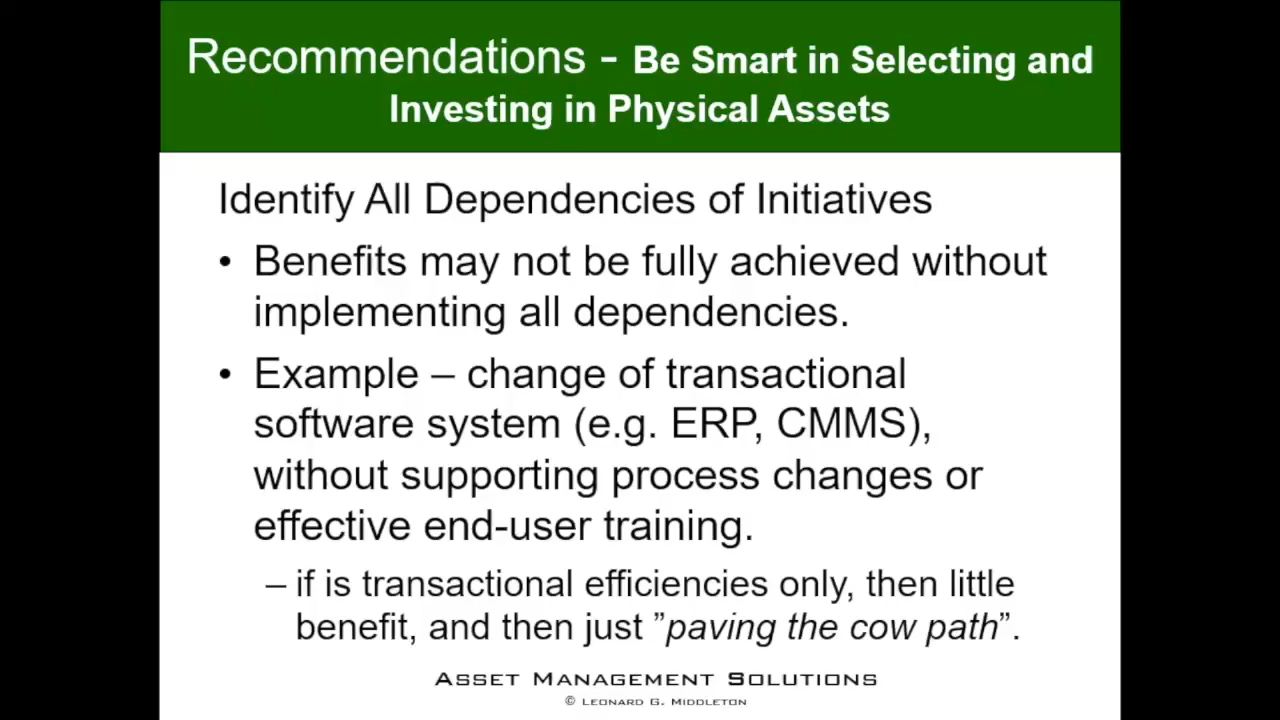 Recommendations - Be Smart in Selecting and
Investing in Physical Assets
Identify All Dependencies of Initiatives
• Benefits may not be fully achieved without
implementing all dependencies.
• Example – change of transactional
software system (e.g. ERP, CMMS),
without supporting process changes or
effective end-user training.
– if is transactional efficiencies only, then little
benefit, and then just ”paving the cow path”.
ASSET MANAGEMENT SOLUTIONS
© LEONARD G. MIDDLETON